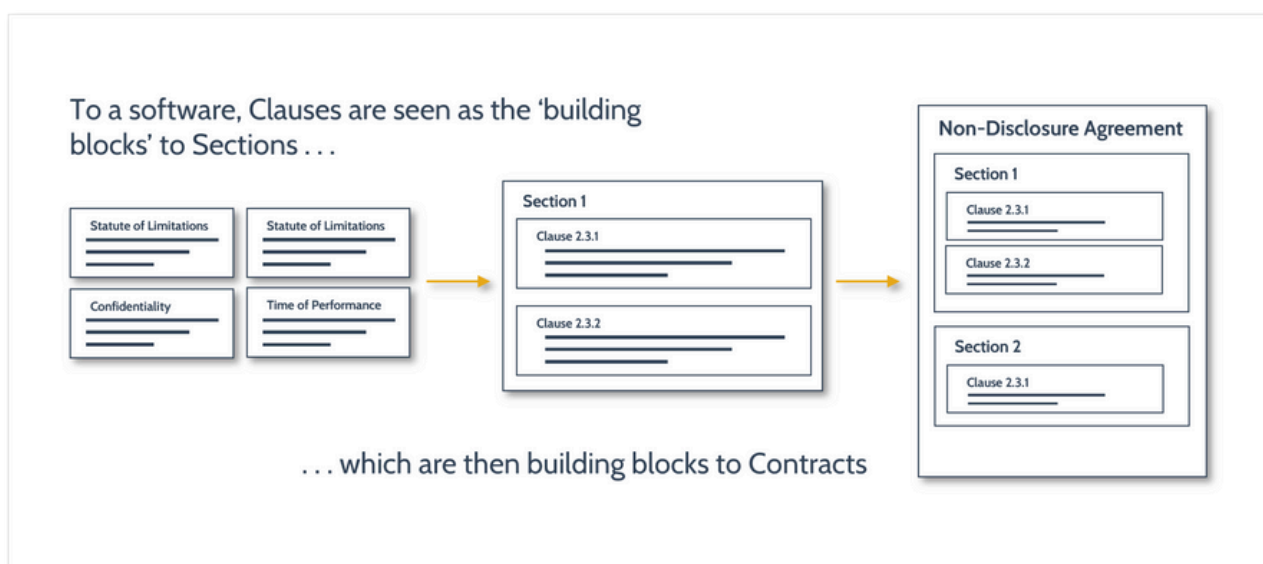 To a software, Clauses are seen as the ‘building
blocks’ to Sections . . .
Statute of Limitations
Statute of Limitations
Confidentiality
Time of Performance
Section 1
Clause 2.3.1
Clause 2.3.2
Non-Disclosure Agreement
Section 1
Clause 2.3.1
Clause 2.3.2
Section 2
Clause 2.3.1
. . . which are then building blocks to Contracts